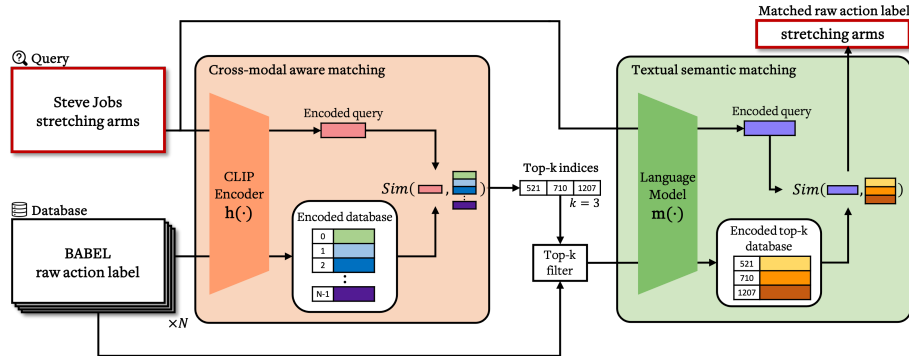 Matched raw action label
stretching arms
Query
Steve Jobs
stretching arms
Cross-modal aware matching
Textual semantic matching
Encoded query
Encoded query
CLIP
Encoder
h(·)
Sim( , )
Top-k indices
521 710 1207
k = 3
Language
Model
m(·)
Sim( , )
Database
BABEL
raw action label
×N
Encoded database
0
1
2
N-1
Top-k
filter
Encoded top-k
database
521
710
1207